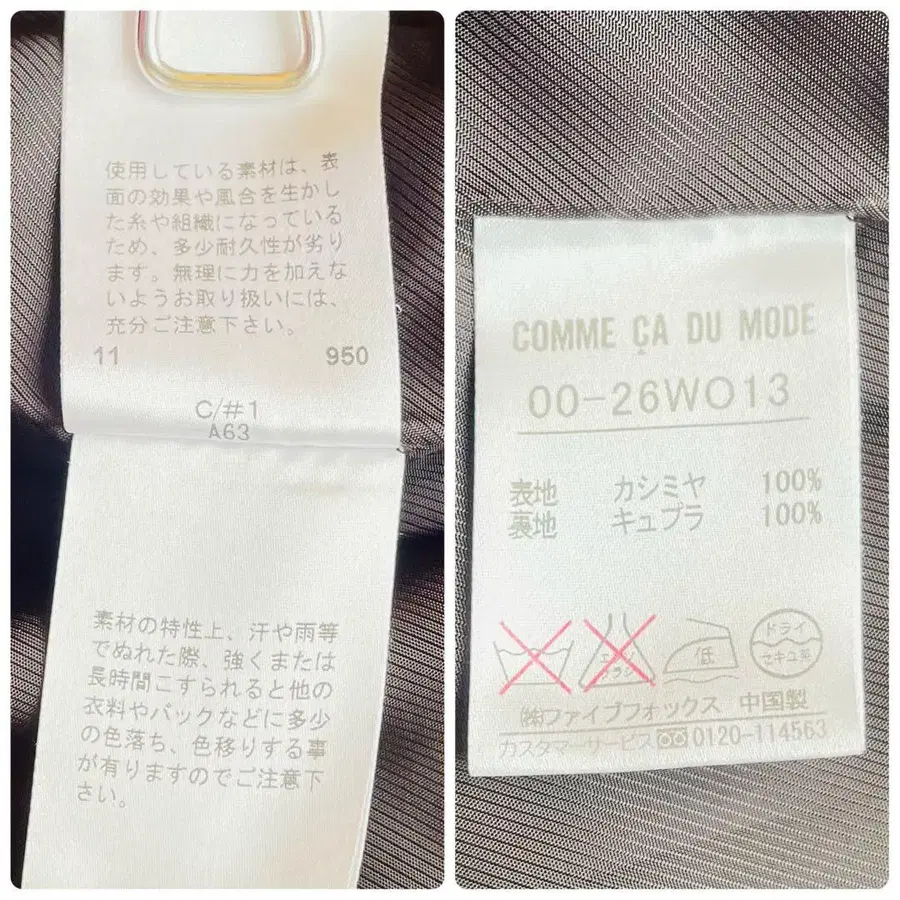 使用している素材は、表
面の効果や風合を生かし
た糸や組織になっている
ため、多少耐久性が劣り
ます。無理に力を加えな
いようお取り扱いには、
充分ご注意下さい。
11 950
C/#1
A63
素材の特性上、汗や雨等
でぬれた際、強くまたは
長時間こすられると他の
衣料やバックなどに多少
の色落ち、色移りする事
が有りますのでご注意下
さい。
COMME ÇA DU MODE
00-26WO13
表地 カシミヤ 100%
裏地 キュプラ 100%
エンソ サラシ 低 ドライ セキユ系
㈱ファイブフォックス 中国製
カスタマーサービス 0120-114563